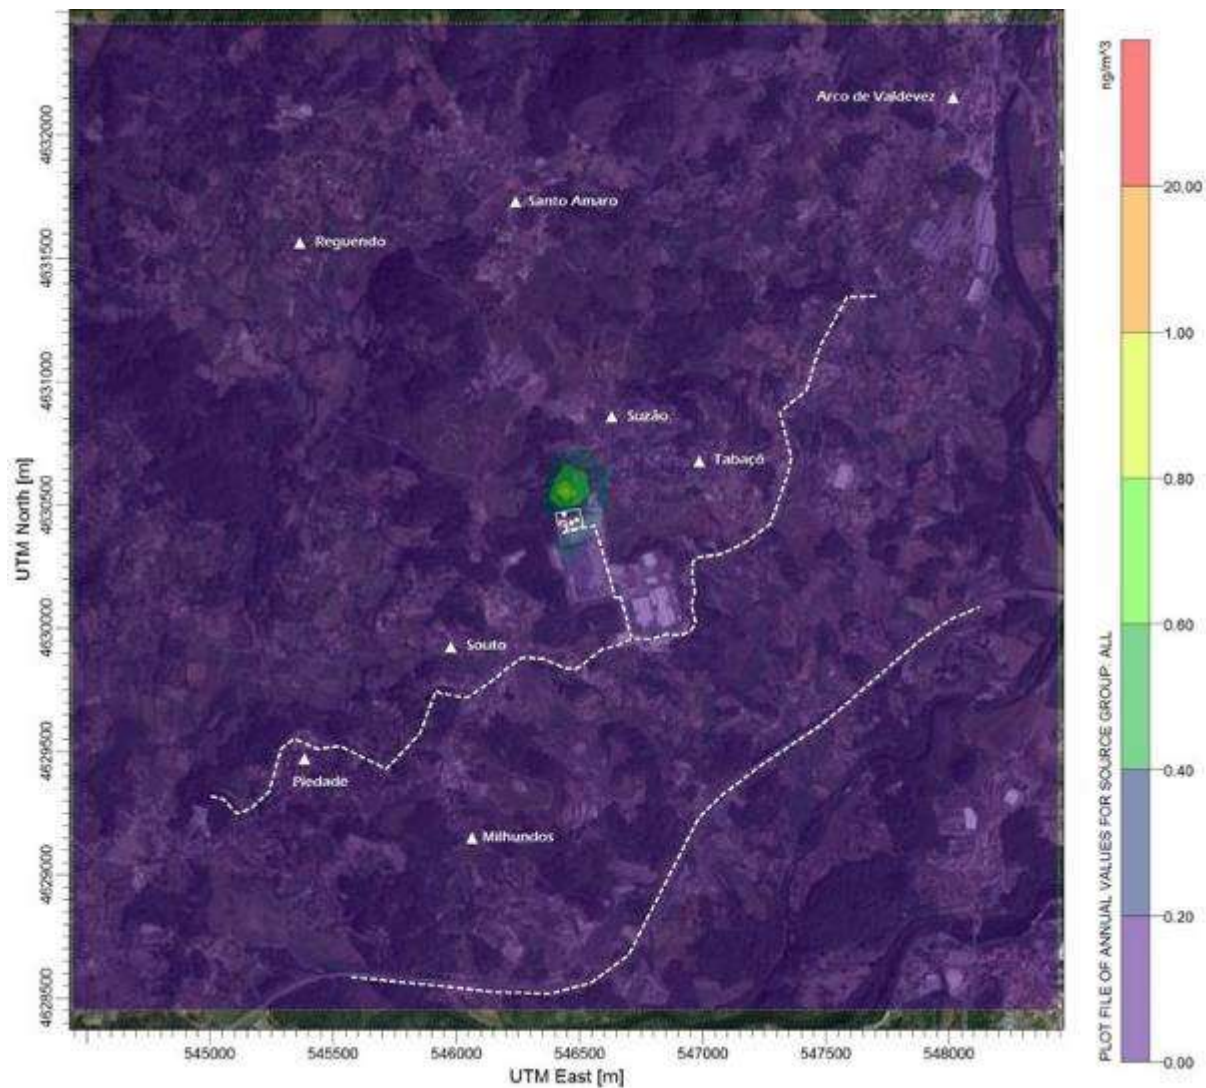 Arco de Valdevez
Santo Amaro
Reguendo
Suzão
Tabaçô
Souto
Piedade
Milhundos
UTM North [m]
4632000
4631500
4631000
4630500
4630000
4629500
4629000
4628500
545000
545500
546000
546500
547000
547500
548000
UTM East [m]
ng/m^3
20.00
1.00
0.80
0.60
0.40
0.20
0.00
PLOT FILE OF ANNUAL VALUES FOR SOURCE GROUP: ALL